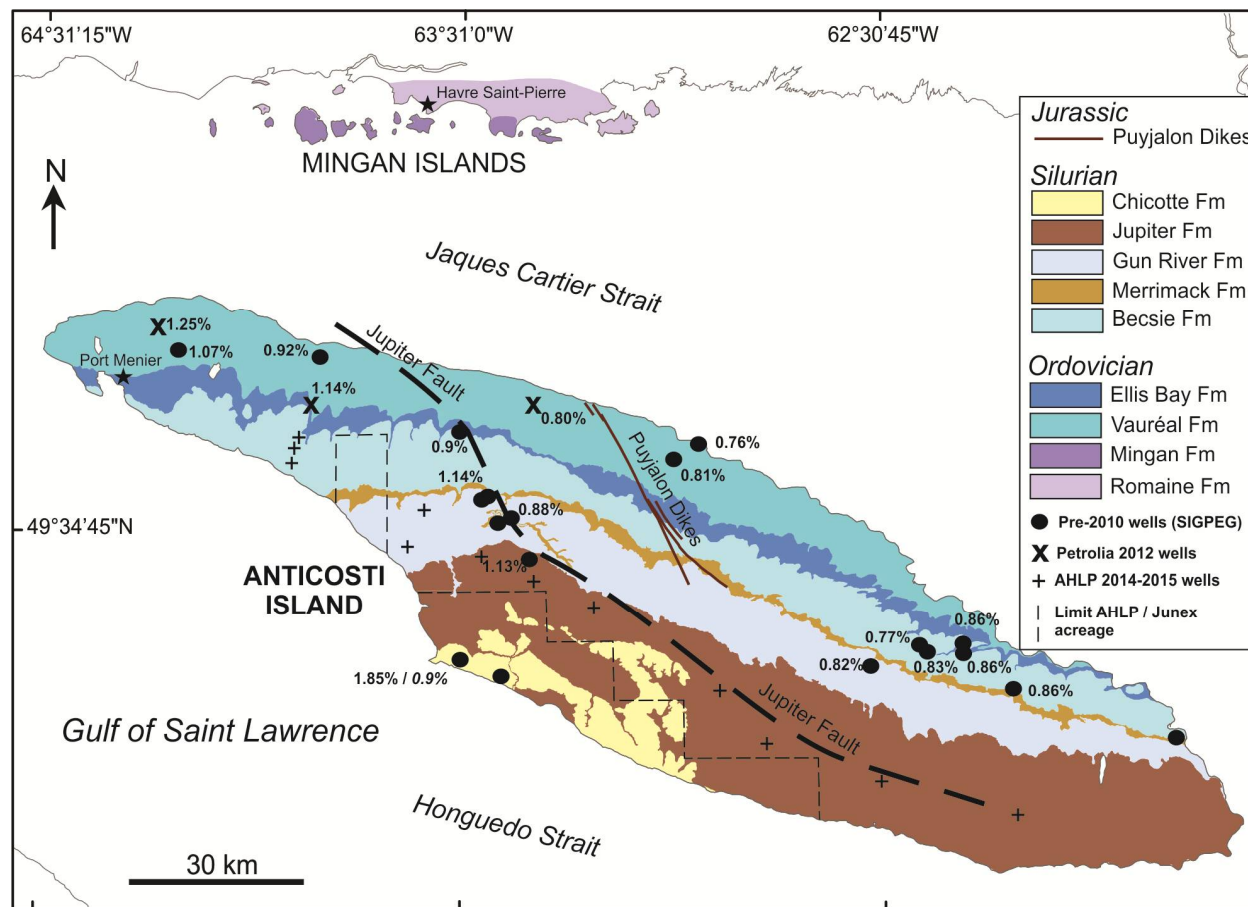 64°31'15"W
63°31'0"W
62°30'45"W
Havre Saint-Pierre
MINGAN ISLANDS
N
Jaques Cartier Strait
Jupiter Fault
1.25%
1.07%
Port Menier
0.92%
1.14%
0.80%
0.76%
0.81%
0.9%
1.14%
0.88%
Puyjalon Dikes
49°34'45"N
1.13%
ANTICOSTI
ISLAND
0.86%
0.77%
0.83%
0.86%
0.82%
0.86%
1.85% / 0.9%
Jupiter Fault
Gulf of Saint Lawrence
Honguedo Strait
30 km
Jurassic
Puyjalon Dikes
Silurian
Chicotte Fm
Jupiter Fm
Gun River Fm
Merrimack Fm
Becsie Fm
Ordovician
Ellis Bay Fm
Vauréal Fm
Mingan Fm
Romaine Fm
Pre-2010 wells (SIGPEG)
X Petrolia 2012 wells
+ AHLP 2014-2015 wells
Limit AHLP / Junex
acreage